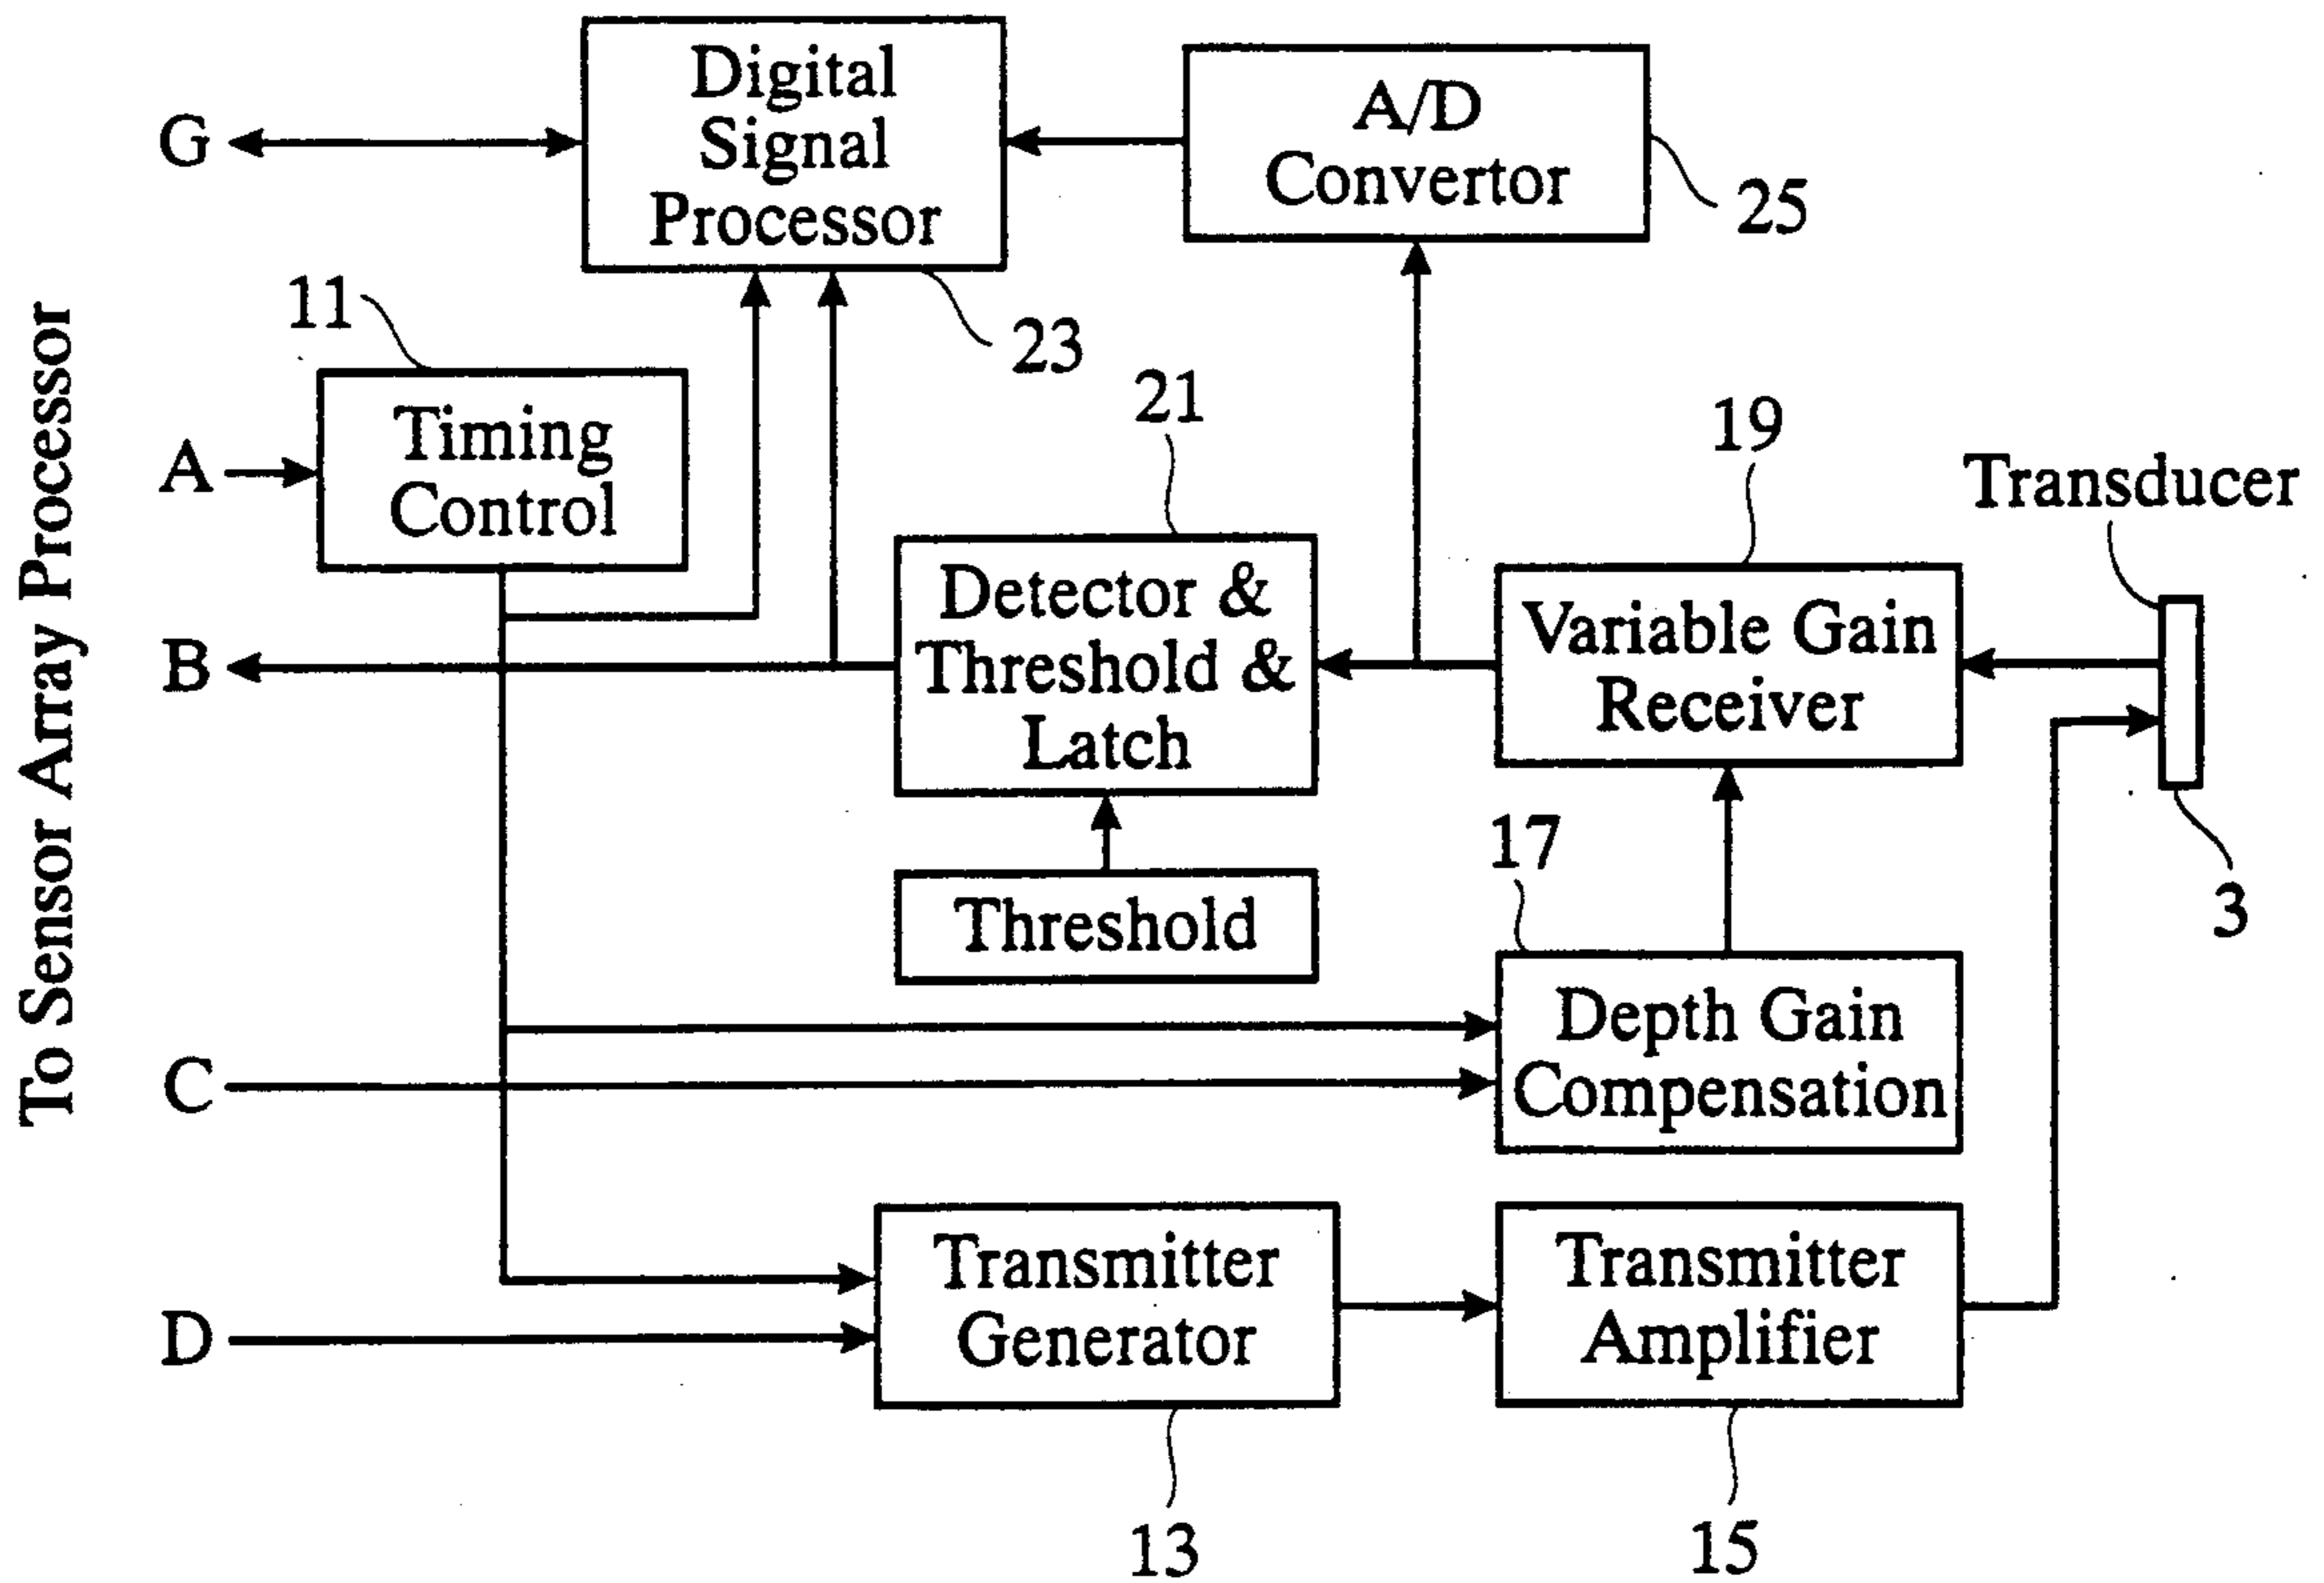 Digital
Signal
Processor
A/D
Convertor
G
25
11
23
21
19
Timing
Control
A
Transducer
To Sensor Array Processor
Detector &
Threshold &
Latch
Variable Gain
Receiver
B
17
3
Threshold
Depth Gain
Compensation
C
Transmitter
Generator
Transmitter
Amplifier
D
13
15